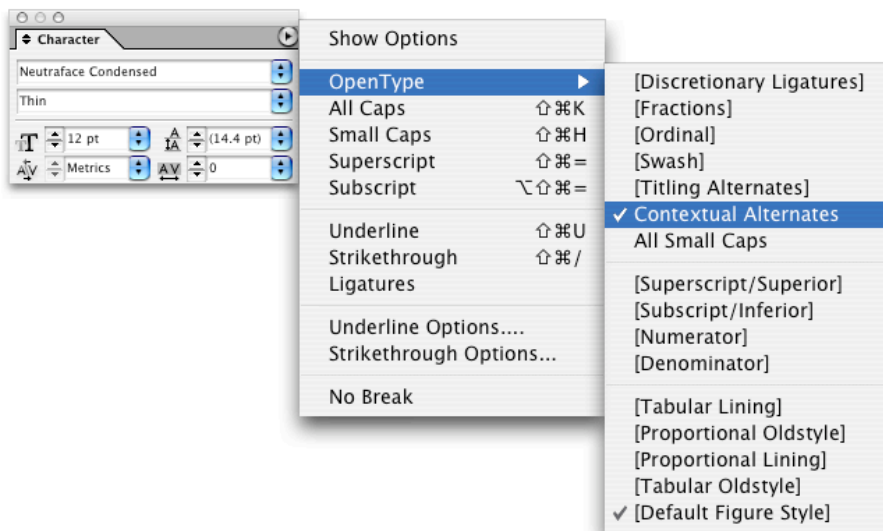 Character
Neutraface Condensed
Thin
12 pt
(14.4 pt)
Metrics
0
Show Options
OpenType
All Caps ⇧⌘K
Small Caps ⇧⌘H
Superscript ⇧⌘=
Subscript ⌥⇧⌘=
Underline ⇧⌘U
Strikethrough ⇧⌘/
Ligatures
Underline Options....
Strikethrough Options...
No Break
[Discretionary Ligatures]
[Fractions]
[Ordinal]
[Swash]
[Titling Alternates]
✓ Contextual Alternates
All Small Caps
[Superscript/Superior]
[Subscript/Inferior]
[Numerator]
[Denominator]
[Tabular Lining]
[Proportional Oldstyle]
[Proportional Lining]
[Tabular Oldstyle]
✓ [Default Figure Style]